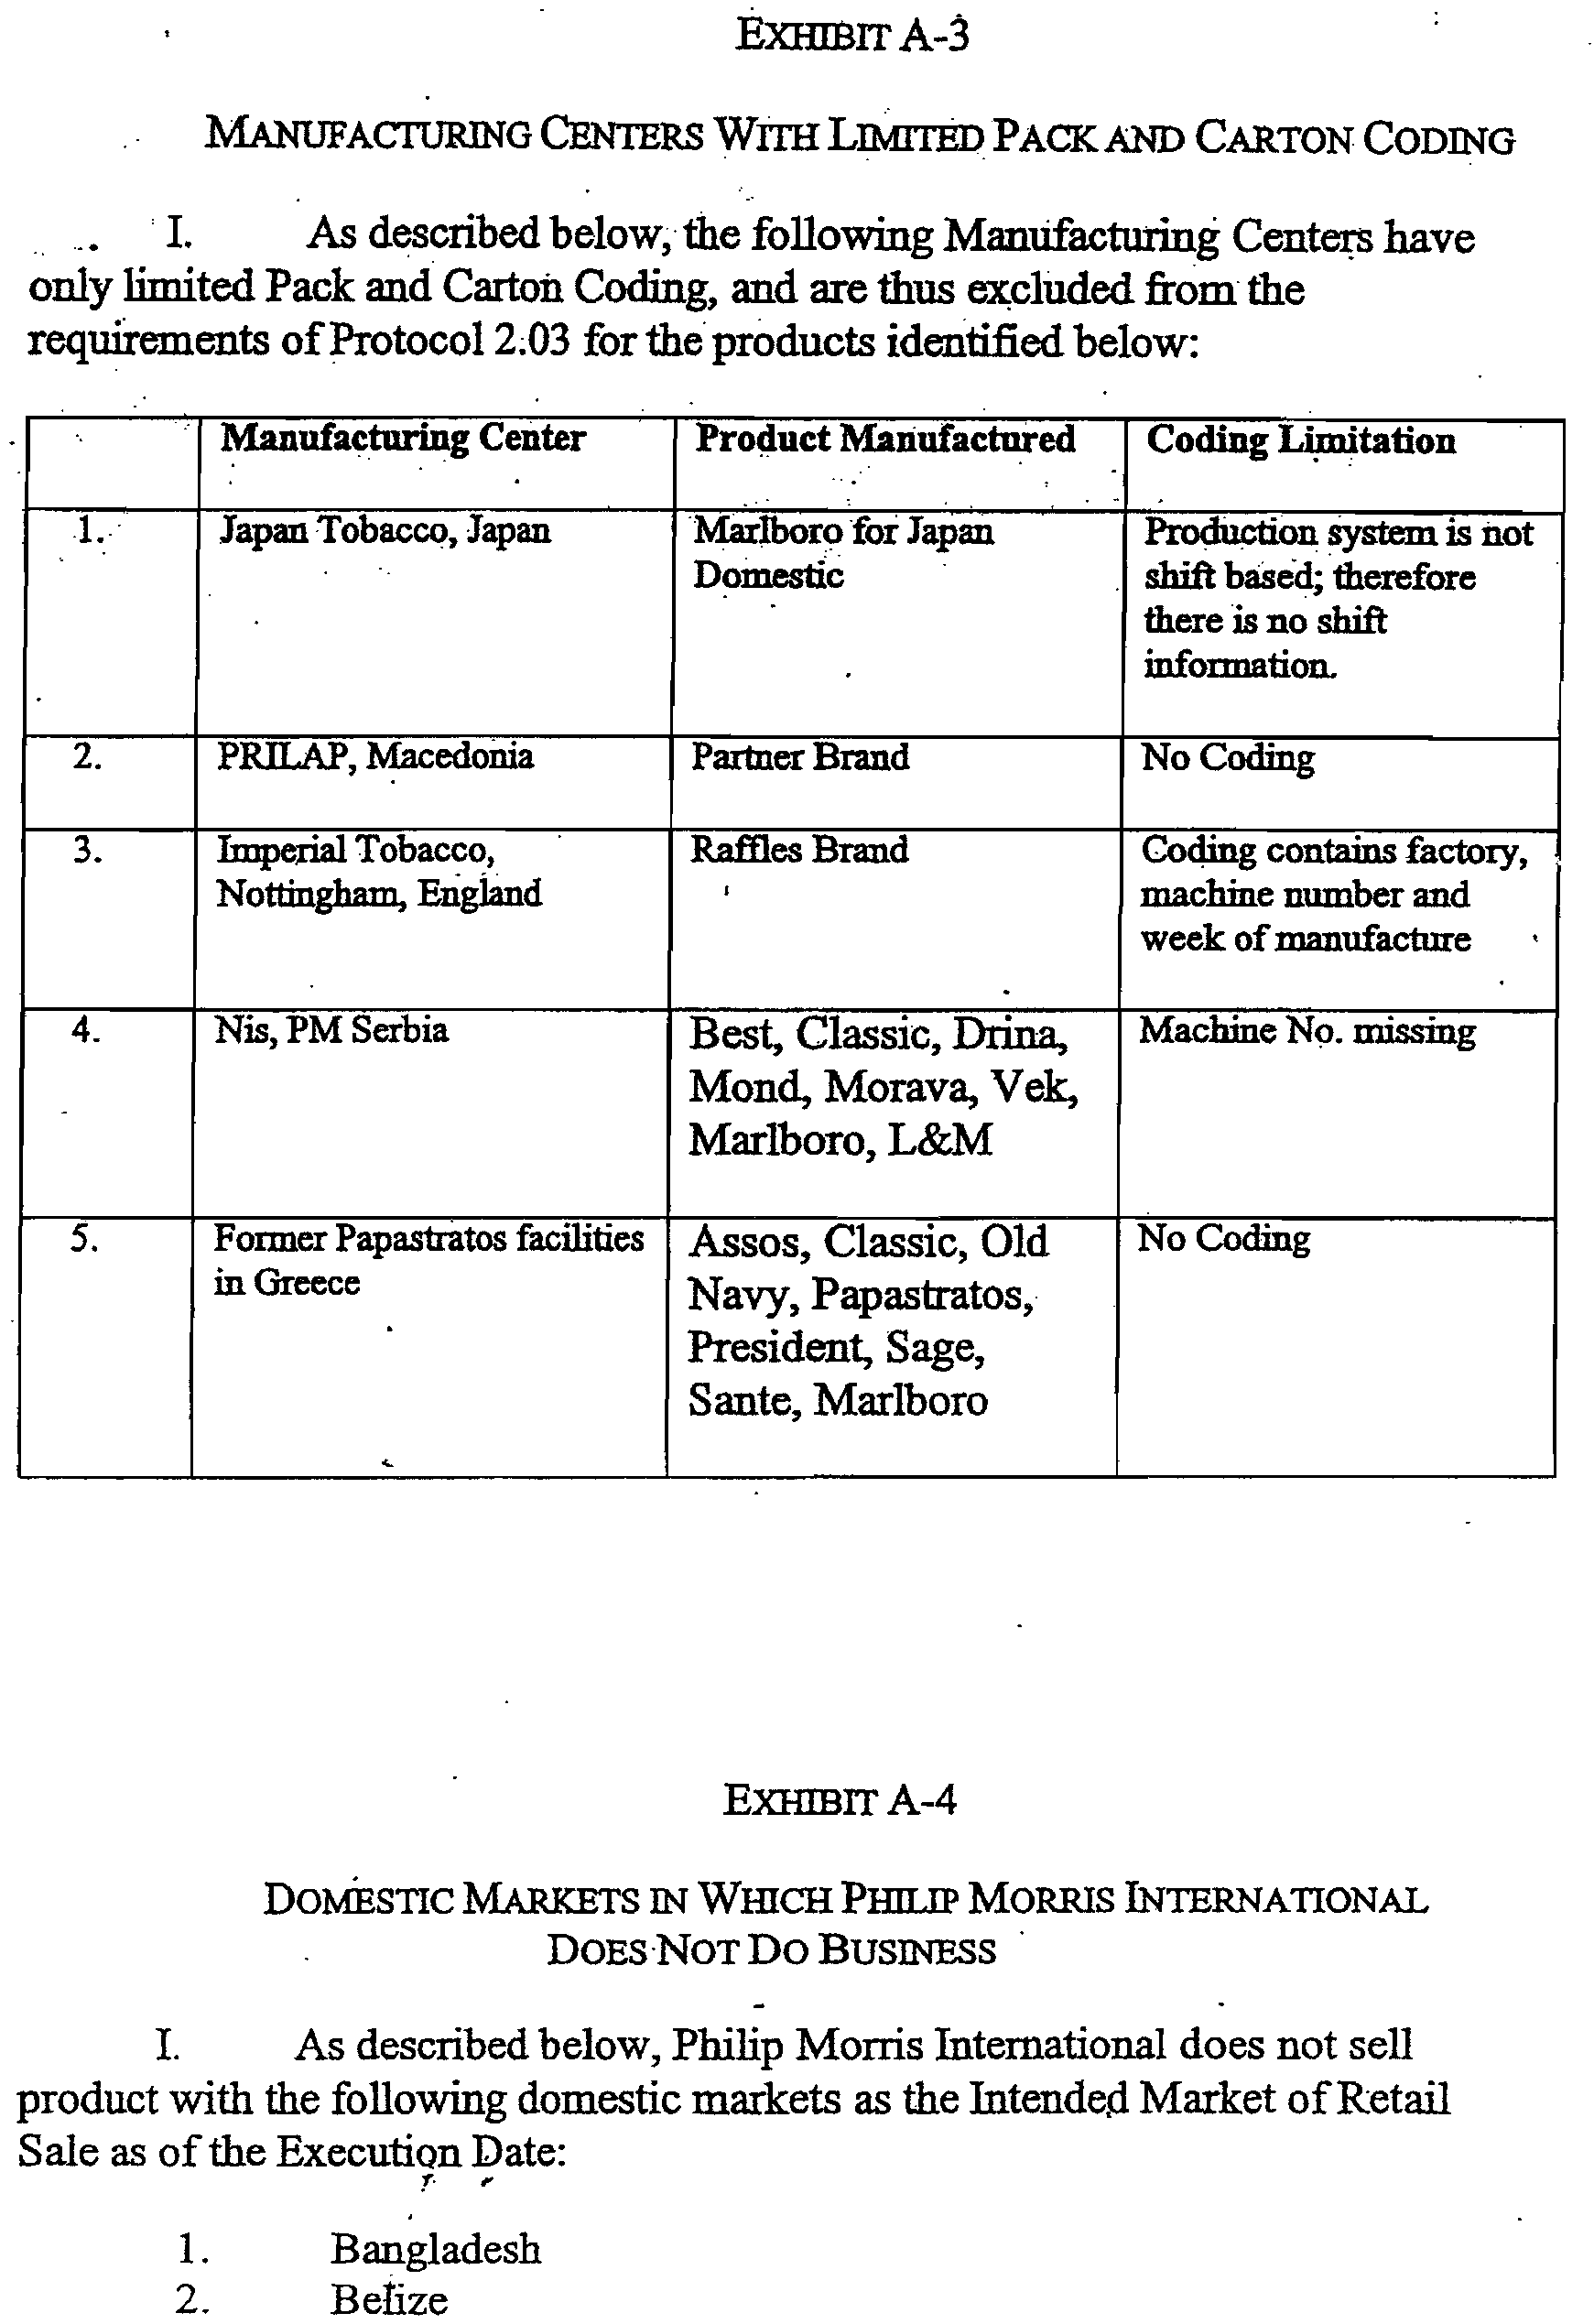 EXHIBIT A-3
MANUFACTURING CENTERS WITH LIMITED PACK AND CARTON CODING
I. As described below, the following Manufacturing Centers have
only limited Pack and Carton Coding, and are thus excluded from the
requirements of Protocol 2.03 for the products identified below:
Manufacturing Center Product Manufactured Coding Limitation
1. Japan Tobacco, Japan Marlboro for Japan Production system is not
Domestic shift based; therefore
there is no shift
information.
2. PRILAP, Macedonia Partner Brand No Coding
3. Imperial Tobacco, Raffles Brand Coding contains factory,
Nottingham, England machine number and
week of manufacture
4. Nis, PM Serbia Best, Classic, Drina, Machine No. missing
Mond, Morava, Vek,
Marlboro, L&M
5. Former Papastratos facilities Assos, Classic, Old No Coding
in Greece Navy, Papastratos,
President, Sage,
Sante, Marlboro
EXHIBIT A-4
DOMESTIC MARKETS IN WHICH PHILIP MORRIS INTERNATIONAL
DOES NOT DO BUSINESS
I. As described below, Philip Morris International does not sell
product with the following domestic markets as the Intended Market of Retail
Sale as of the Execution Date:
1. Bangladesh
2. Belize